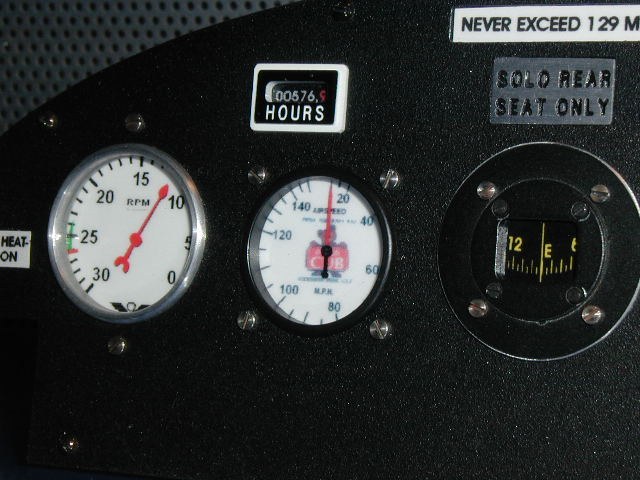 NEVER EXCEED 129 M
SOLO REAR
SEAT ONLY
00576.9
HOURS
HEAT-
ON
RPM
0
5
10
15
20
25
30
AIRSPEED
20
40
60
80
100
120
140
CUB
M.P.H.
12
E
6